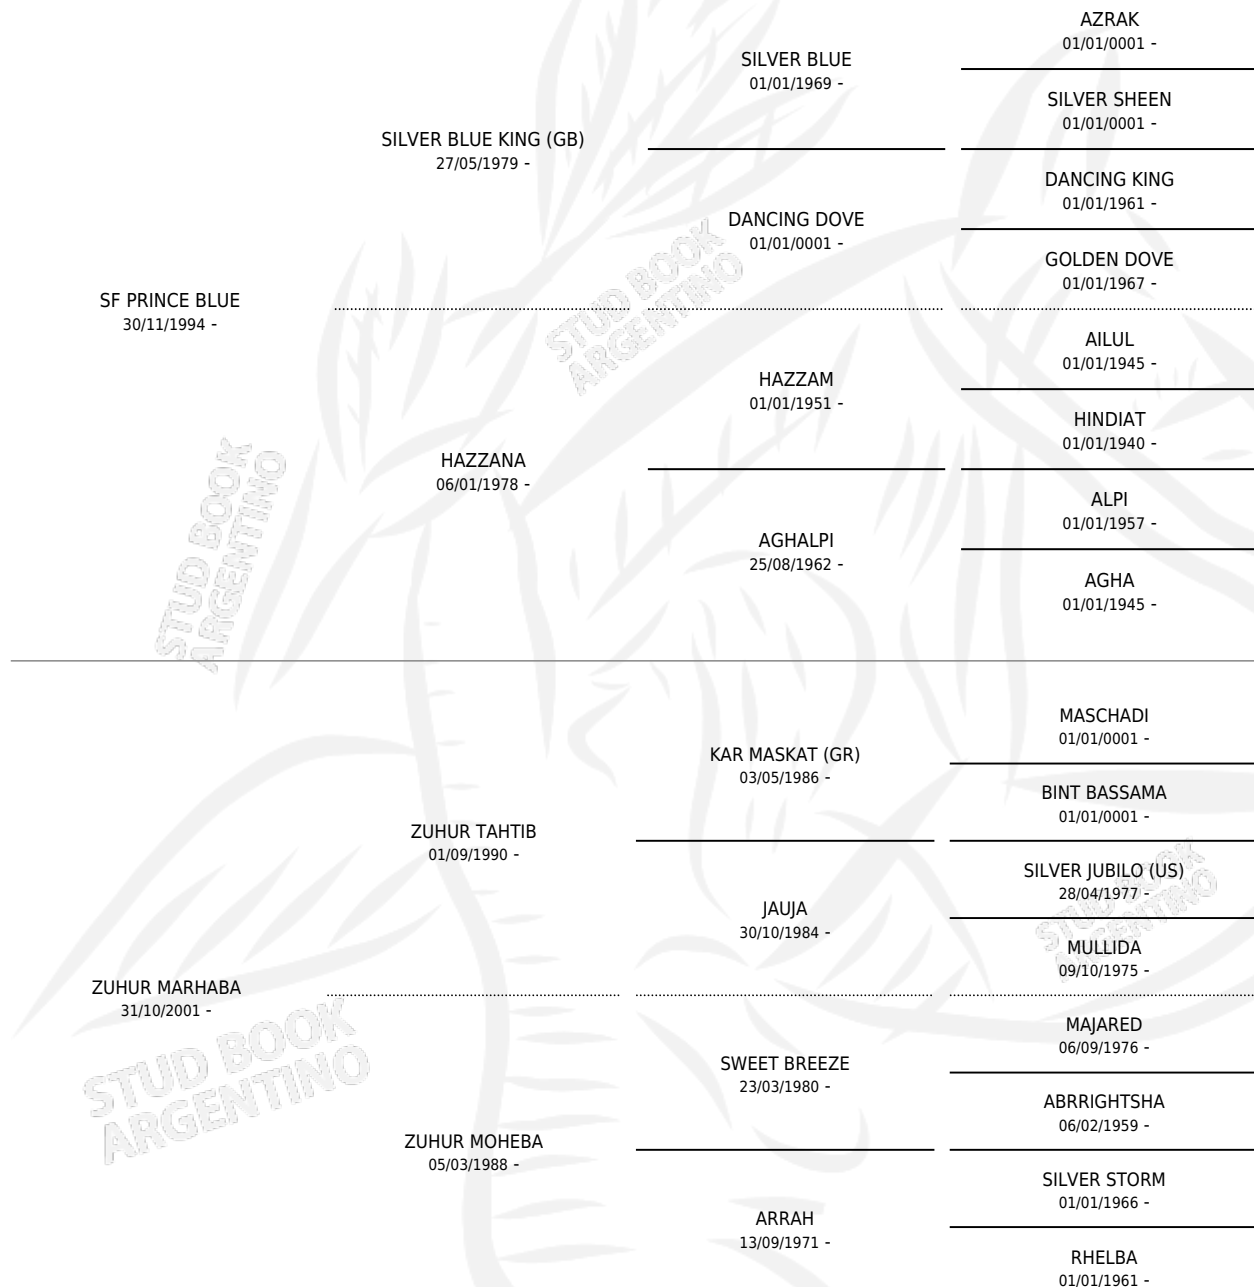 AZRAK
01/01/0001 -
SILVER BLUE
01/01/1969 -
SILVER SHEEN
01/01/0001 -
SILVER BLUE KING (GB)
27/05/1979 -
DANCING KING
01/01/1961 -
DANCING DOVE
01/01/0001 -
GOLDEN DOVE
01/01/1967 -
SF PRINCE BLUE
30/11/1994 -
AILUL
01/01/1945 -
HAZZAM
01/01/1951 -
HINDIAT
01/01/1940 -
HAZZANA
06/01/1978 -
ALPI
01/01/1957 -
AGHALPI
25/08/1962 -
AGHA
01/01/1945 -
MASCHADI
01/01/0001 -
KAR MASKAT (GR)
03/05/1986 -
BINT BASSAMA
01/01/0001 -
ZUHUR TAHTIB
01/09/1990 -
SILVER JUBILO (US)
28/04/1977 -
JAUJA
30/10/1984 -
MULLIDA
09/10/1975 -
ZUHUR MARHABA
31/10/2001 -
MAJARED
06/09/1976 -
SWEET BREEZE
23/03/1980 -
ABRRIGHTSHA
06/02/1959 -
ZUHUR MOHEBA
05/03/1988 -
SILVER STORM
01/01/1966 -
ARRAH
13/09/1971 -
RHELBA
01/01/1961 -
STUD BOOK
ARGENTINO
STUD BOOK
ARGENTINO
STUD BOOK
ARGENTINO
STUD BOOK
ARGENTINO